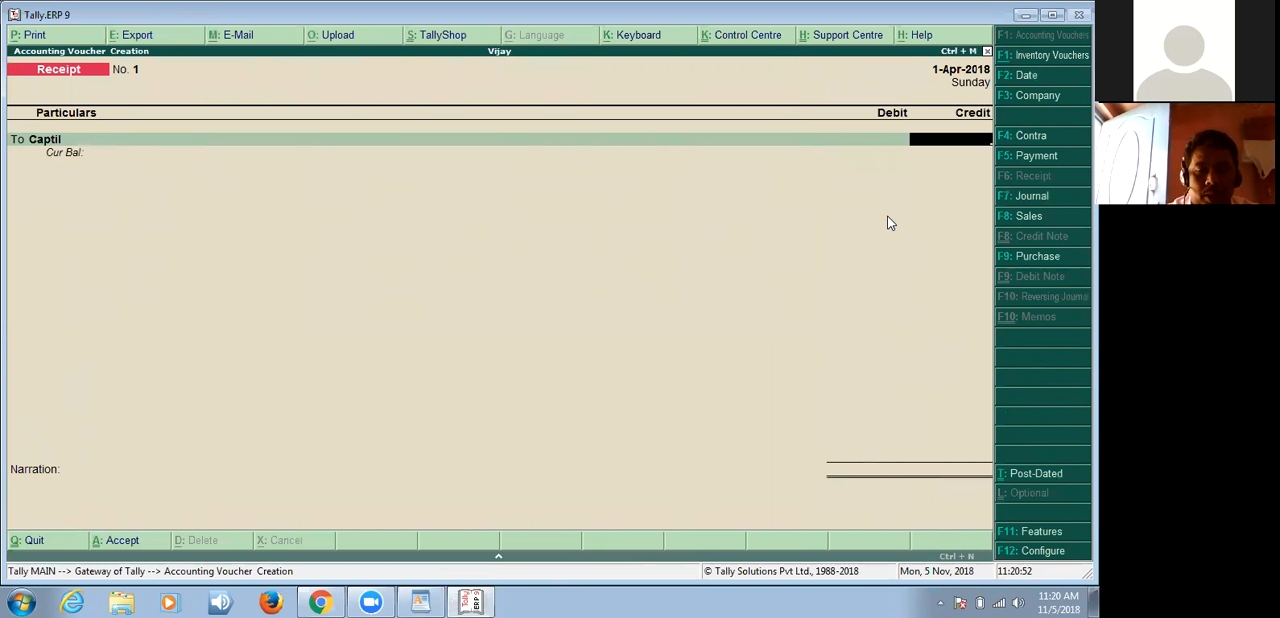 Tally.ERP 9
P: Print
E: Export
M: E-Mail
O: Upload
S: TallyShop
G: Language
K: Keyboard
K: Control Centre
H: Support Centre
H: Help
Accounting Voucher Creation
Vijay
Ctrl + M
Receipt No. 1
1-Apr-2018
Sunday
Particulars
Debit
Credit
To Captil
Cur Bal:
Narration:
F1: Accounting Vouchers
F1: Inventory Vouchers
F2: Date
F3: Company
F4: Contra
F5: Payment
F6: Receipt
F7: Journal
F8: Sales
F8: Credit Note
F9: Purchase
F9: Debit Note
F10: Reversing Journal
F10: Memos
T: Post-Dated
L: Optional
F11: Features
F12: Configure
Q: Quit
A: Accept
D: Delete
X: Cancel
Ctrl + N
Tally MAIN --> Gateway of Tally --> Accounting Voucher Creation
© Tally Solutions Pvt Ltd., 1988-2018
Mon, 5 Nov, 2018
11:20:52
ERP 9
11:20 AM
11/5/2018